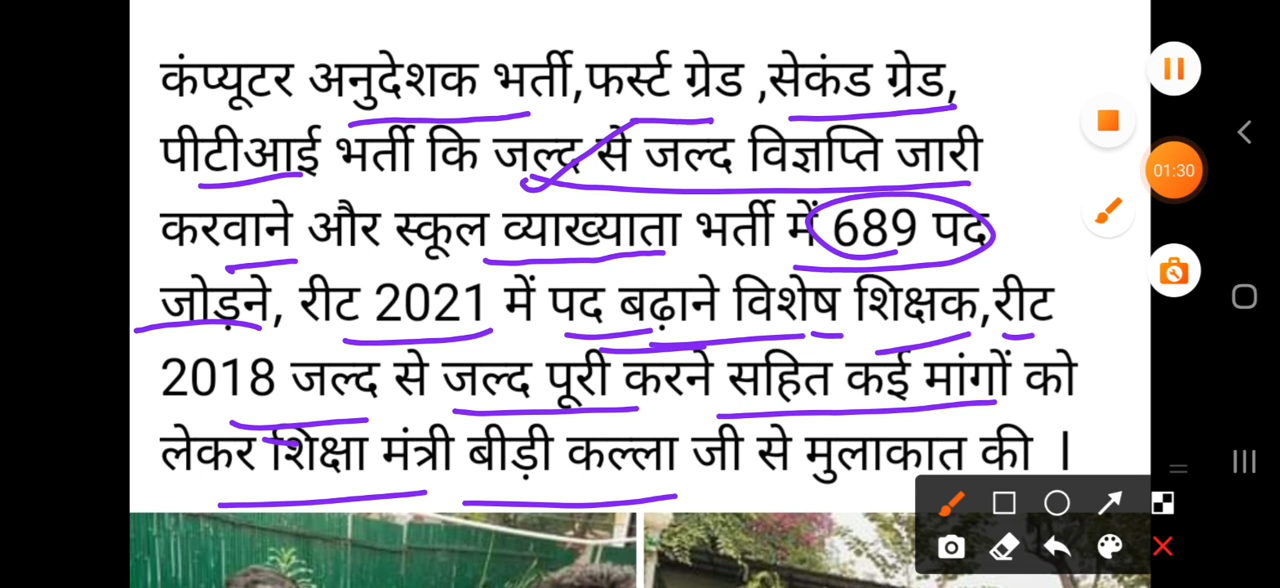 कंप्यूटर अनुदेशक भर्ती,फर्स्ट ग्रेड ,सेकंड ग्रेड,
पीटीआई भर्ती कि जल्द से जल्द विज्ञप्ति जारी
करवाने और स्कूल व्याख्याता भर्ती में 689 पद
जोड़ने, रीट 2021 में पद बढ़ाने विशेष शिक्षक,रीट
2018 जल्द से जल्द पूरी करने सहित कई मांगों को
लेकर शिक्षा मंत्री बीड़ी कल्ला जी से मुलाकात की ।
01:30